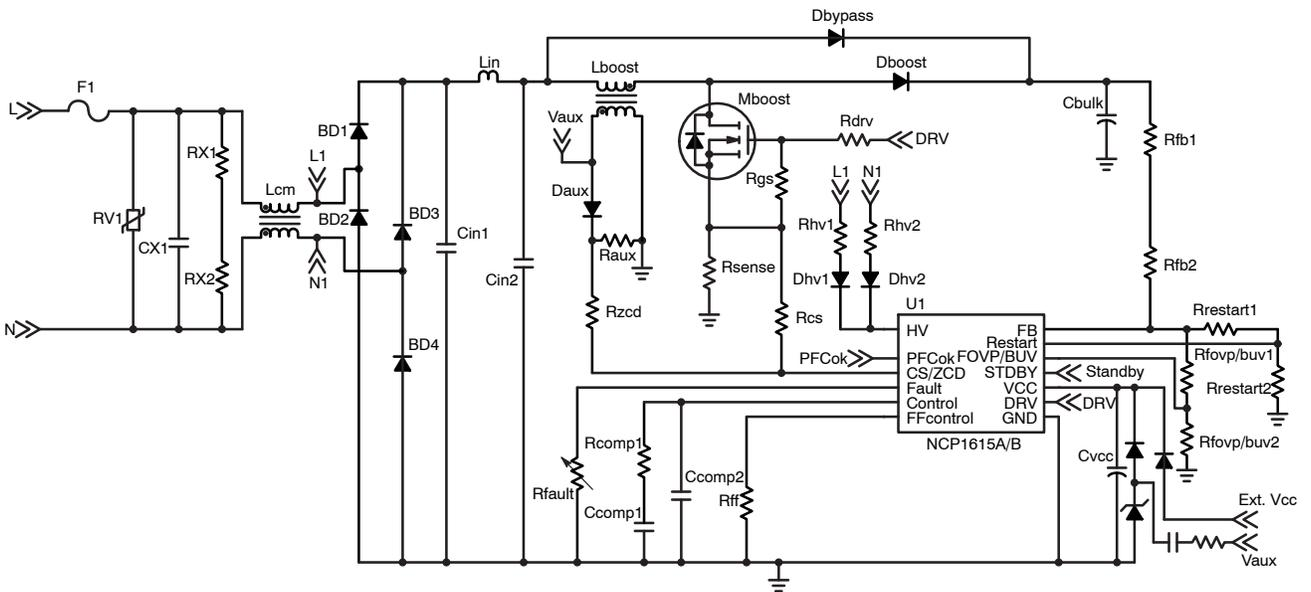 Dbypass
Lin
Lboost
Dboost
F1
L
Mboost
Cbulk
Vaux
BD1
Rdrv
DRV
Rfb1
RX1
L1
Lcm
Rgs
L1
N1
Daux
RV1
BD2
BD3
CX1
Cin1
Rhv1
Rhv2
Raux
Rsense
RX2
N1
Cin2
Dhv1
Dhv2
Rfb2
Rzcd
Rcs
U1
Rrestart1
N
HV
FB
Restart
PFCok
PFCok
FOVP/BUV
Rfovp/buv1
BD4
CS/ZCD
STDBY
Standby
Fault
VCC
Rrestart2
Control
DRV
DRV
FFcontrol
GND
NCP1615A/B
Rcomp1
Rfovp/buv2
Cvcc
Ccomp2
Rfault
Rff
Ccomp1
Ext. Vcc
Vaux